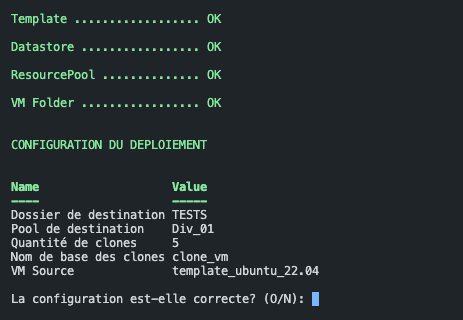 Template .................. OK
Datastore ................. OK
ResourcePool .............. OK
VM Folder ................. OK
CONFIGURATION DU DEPLOIEMENT
Name Value
---- -----
Dossier de destination TESTS
Pool de destination Div_01
Quantité de clones 5
Nom de base des clones clone_vm
VM Source template_ubuntu_22.04
La configuration est-elle correcte? (O/N):